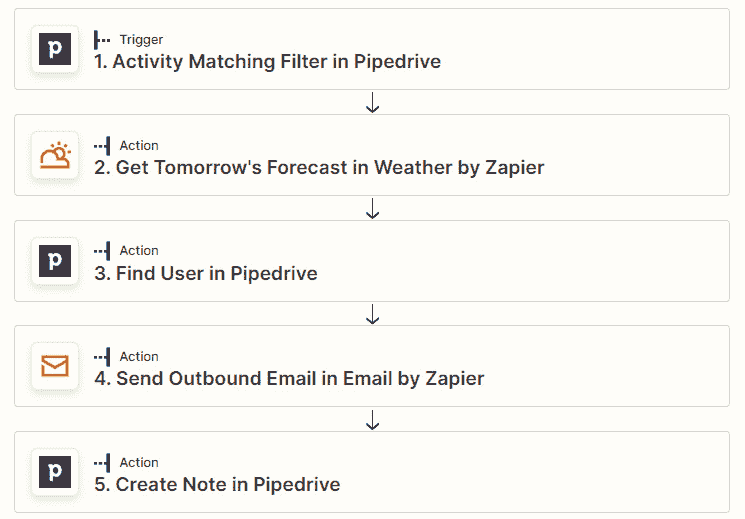 p
Trigger
1. Activity Matching Filter in Pipedrive
Action
2. Get Tomorrow's Forecast in Weather by Zapier
p
Action
3. Find User in Pipedrive
Action
4. Send Outbound Email in Email by Zapier
p
Action
5. Create Note in Pipedrive